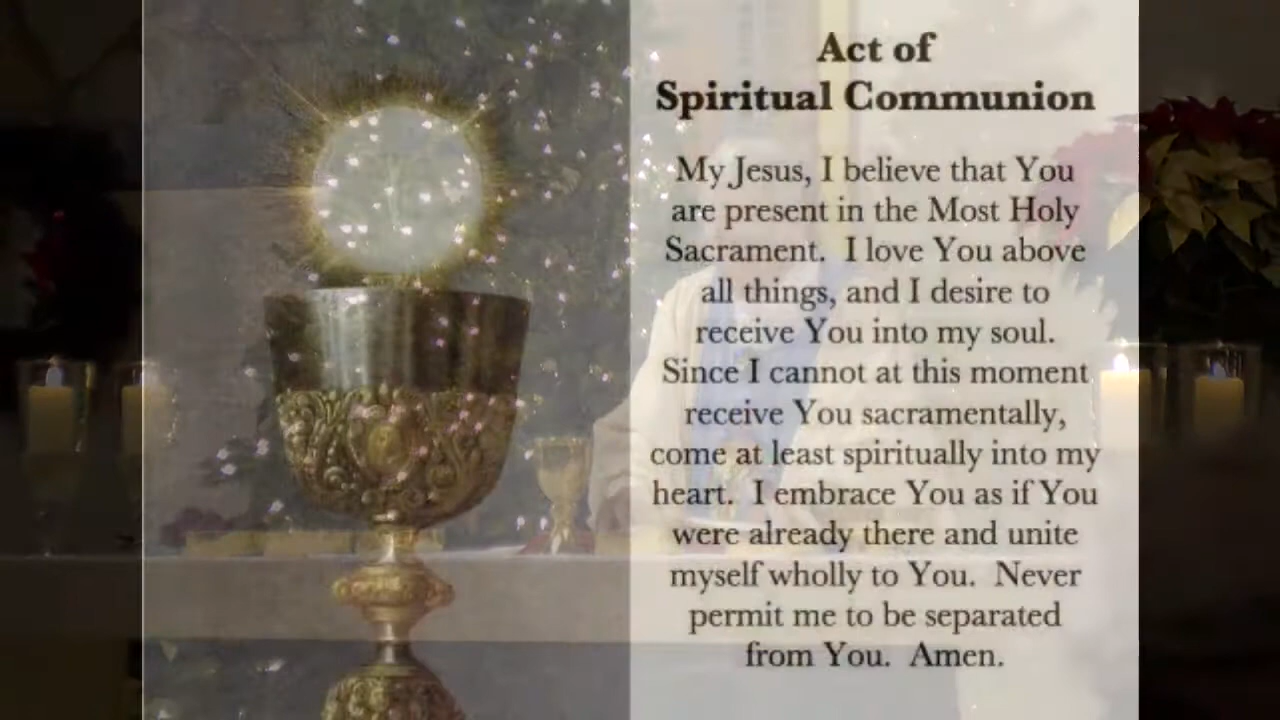 Act of
Spiritual Communion
My Jesus, I believe that You
are present in the Most Holy
Sacrament. I love You above
all things, and I desire to
receive You into my soul.
Since I cannot at this moment
receive You sacramentally,
come at least spiritually into my
heart. I embrace You as if You
were already there and unite
myself wholly to You. Never
permit me to be separated
from You. Amen.